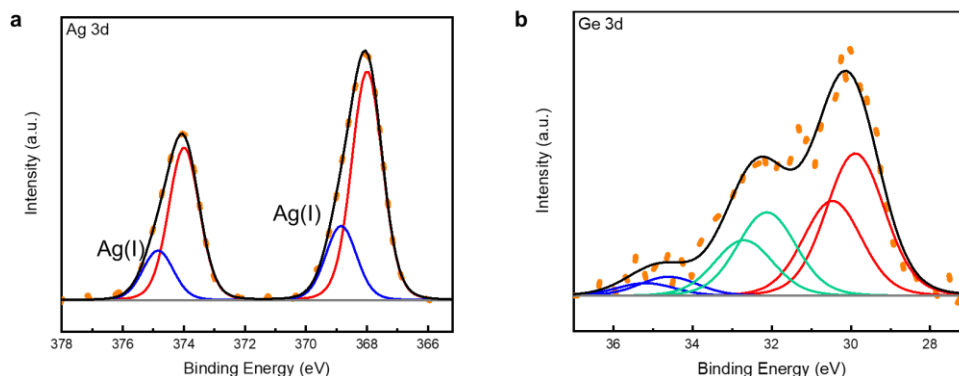 a
Ag 3d
Intensity (a.u.)
Ag(I)
Ag(I)
378 376 374 372 370 368 366
Binding Energy (eV)
b
Ge 3d
Intensity (a.u.)
36 34 32 30 28
Binding Energy (eV)